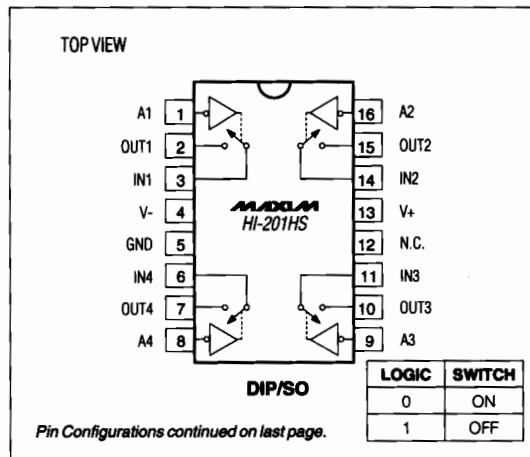 TOP VIEW
A1 1 16 A2
OUT1 2 15 OUT2
IN1 3 14 IN2
V- 4 MAXIM 13 V+
HI-201HS
GND 5 12 N.C.
IN4 6 11 IN3
OUT4 7 10 OUT3
A4 8 9 A3
DIP/SO
LOGIC SWITCH
0 ON
1 OFF
Pin Configurations continued on last page.